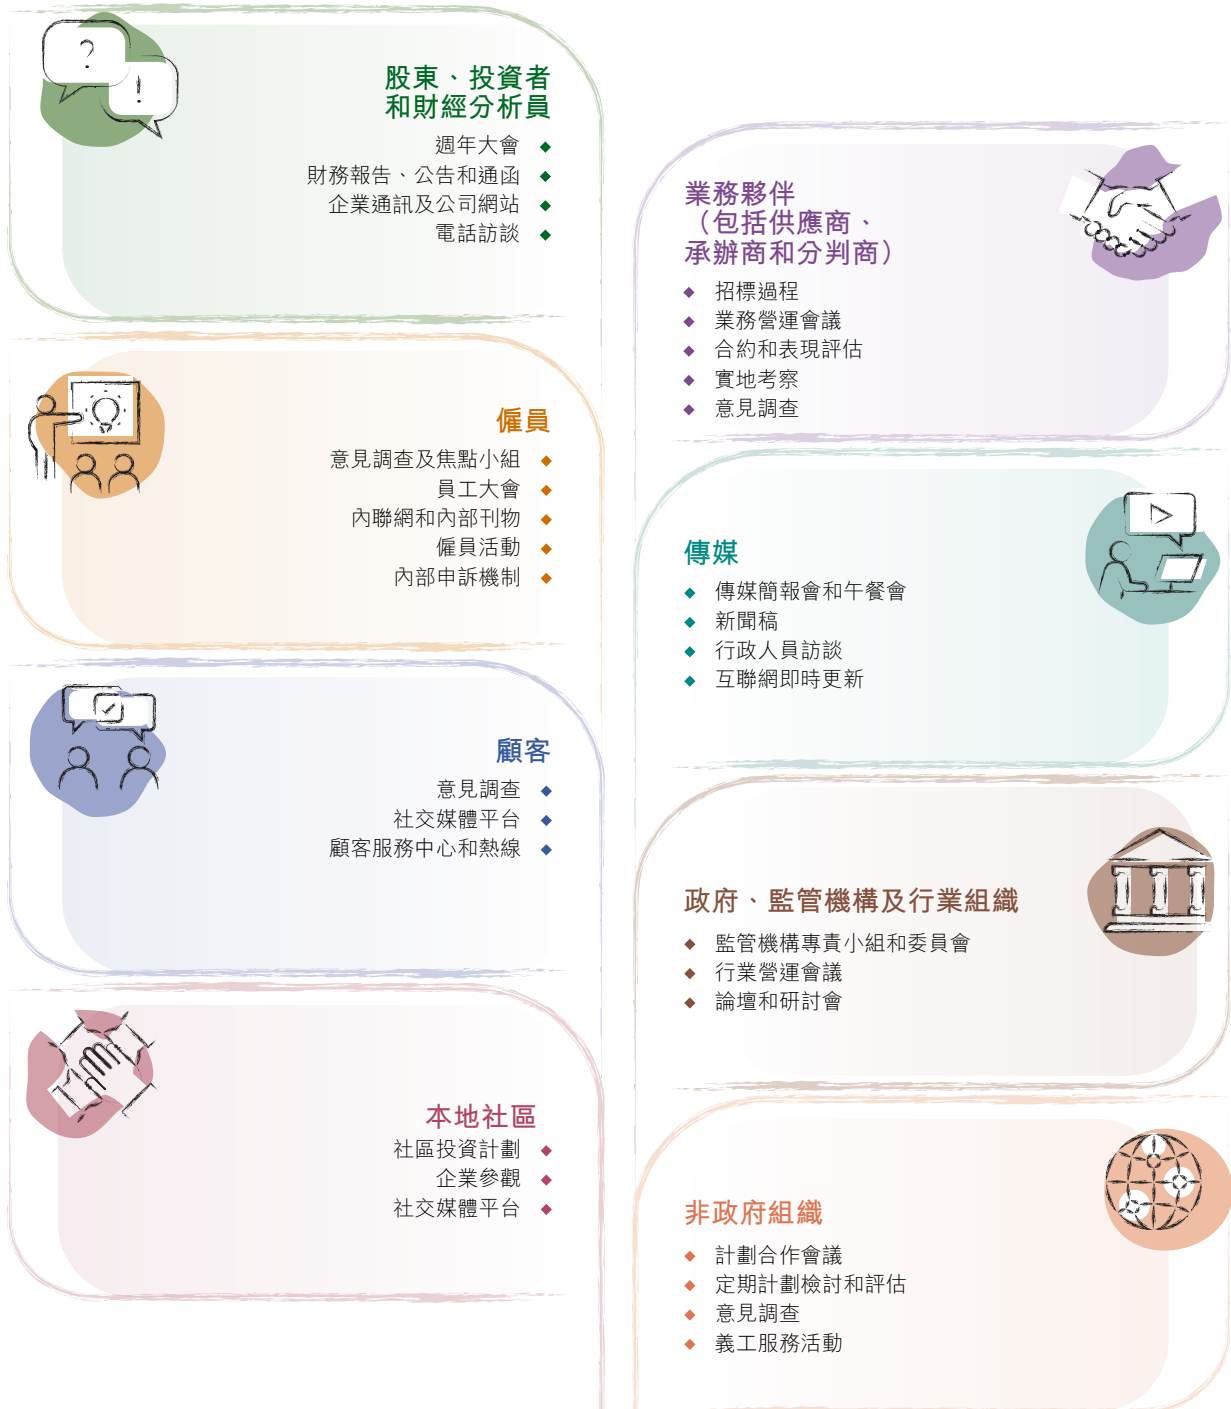 股東、投資者
和財經分析員
週年大會
財務報告、公告和通函
企業通訊及公司網站
電話訪談
僱員
意見調查及焦點小組
員工大會
內聯網和內部刊物
僱員活動
內部申訴機制
顧客
意見調查
社交媒體平台
顧客服務中心和熱線
本地社區
社區投資計劃
企業參觀
社交媒體平台
業務夥伴
（包括供應商、
承辦商和分判商）
招標過程
業務營運會議
合約和表現評估
實地考察
意見調查
傳媒
傳媒簡報會和午餐會
新聞稿
行政人員訪談
互聯網即時更新
政府、監管機構及行業組織
監管機構專責小組和委員會
行業營運會議
論壇和研討會
非政府組織
計劃合作會議
定期計劃檢討和評估
意見調查
義工服務活動